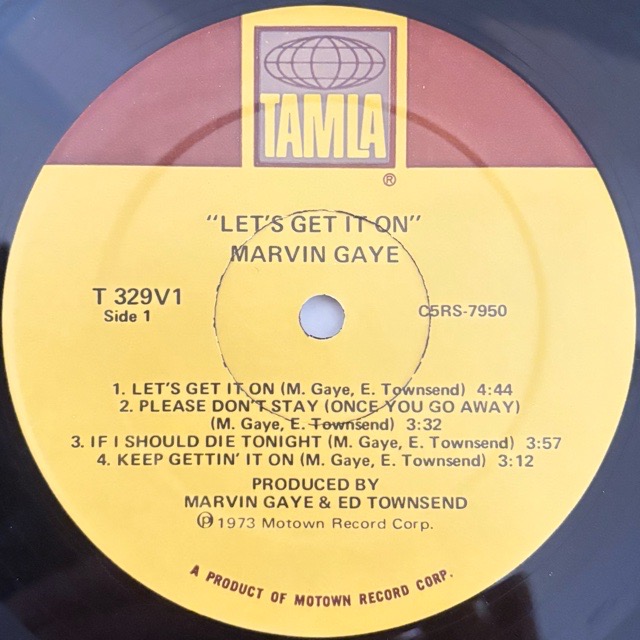 TAMLA
®
"LET'S GET IT ON"
MARVIN GAYE
T 329V1
Side 1
C5RS-7950
1. LET'S GET IT ON (M. Gaye, E. Townsend) 4:44
2. PLEASE DON'T STAY (ONCE YOU GO AWAY)
(M. Gaye, E. Townsend) 3:32
3. IF I SHOULD DIE TONIGHT (M. Gaye, E. Townsend) 3:57
4. KEEP GETTIN' IT ON (M. Gaye, E. Townsend) 3:12
PRODUCED BY
MARVIN GAYE & ED TOWNSEND
℗ 1973 Motown Record Corp.
A PRODUCT OF MOTOWN RECORD CORP.